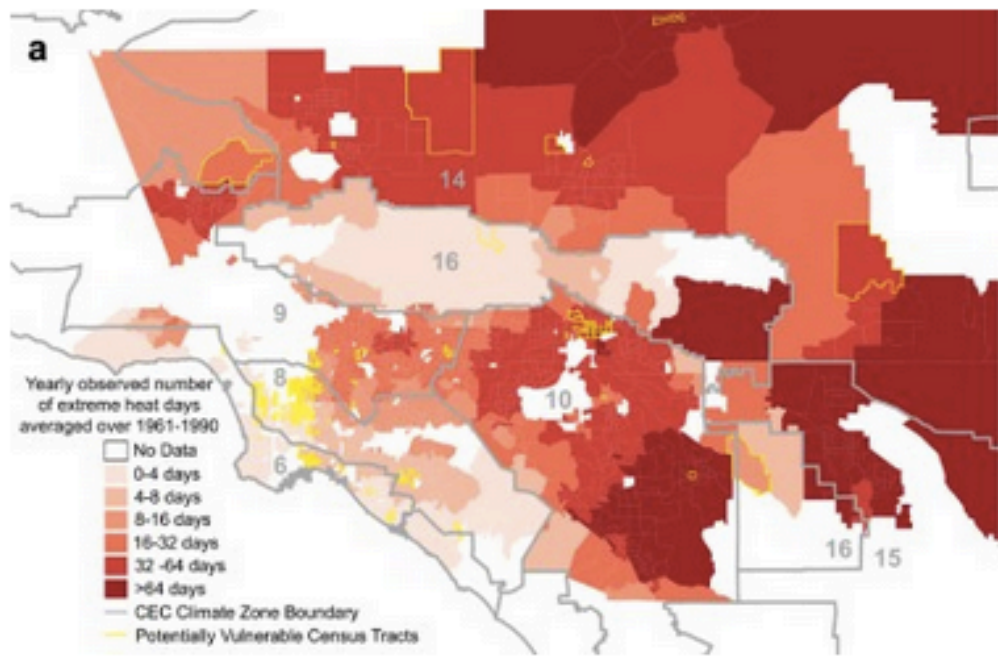 a
14
16
9
8
10
6
16
15
Yearly observed number
of extreme heat days
averaged over 1961-1990
No Data
0-4 days
4-8 days
8-16 days
16-32 days
32 -64 days
>64 days
CEC Climate Zone Boundary
Potentially Vulnerable Census Tracts